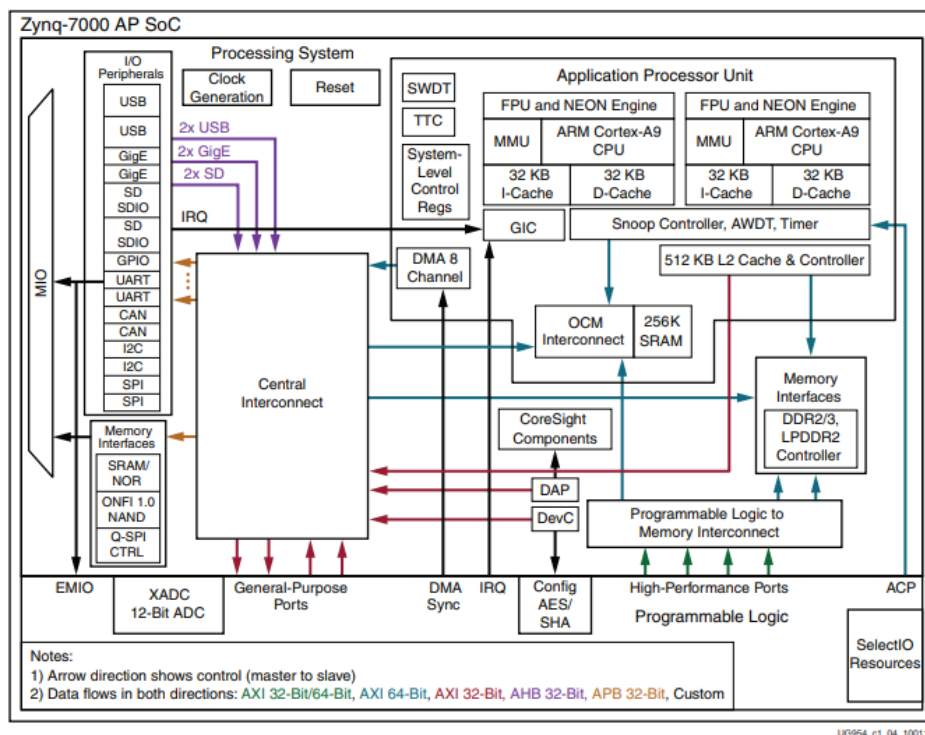 Zynq-7000 AP SoC
I/O
Peripherals
USB
USB
GigE
GigE
SD
SDIO
SD
SDIO
GPIO
UART
UART
CAN
CAN
I2C
I2C
SPI
SPI
MIO
Processing System
Clock
Generation
Reset
2x USB
2x GigE
2x SD
IRQ
Application Processor Unit
SWDT
TTC
System-
Level
Control
Regs
FPU and NEON Engine
MMU
ARM Cortex-A9
CPU
32 KB
I-Cache
32 KB
D-Cache
FPU and NEON Engine
MMU
ARM Cortex-A9
CPU
32 KB
I-Cache
32 KB
D-Cache
GIC
Snoop Controller, AWDT, Timer
DMA 8
Channel
512 KB L2 Cache & Controller
OCM
Interconnect
256K
SRAM
Central
Interconnect
Memory
Interfaces
DDR2/3,
LPDDR2
Controller
CoreSight
Components
DAP
DevC
Programmable Logic to
Memory Interconnect
Memory
Interfaces
SRAM/
NOR
ONFI 1.0
NAND
Q-SPI
CTRL
EMIO
XADC
12-Bit ADC
General-Purpose
Ports
DMA
Sync
IRQ
Config
AES/
SHA
High-Performance Ports
ACP
Programmable Logic
SelectIO
Resources
Notes:
1) Arrow direction shows control (master to slave)
2) Data flows in both directions: AXI 32-Bit/64-Bit, AXI 64-Bit, AXI 32-Bit, AHB 32-Bit, APB 32-Bit, Custom